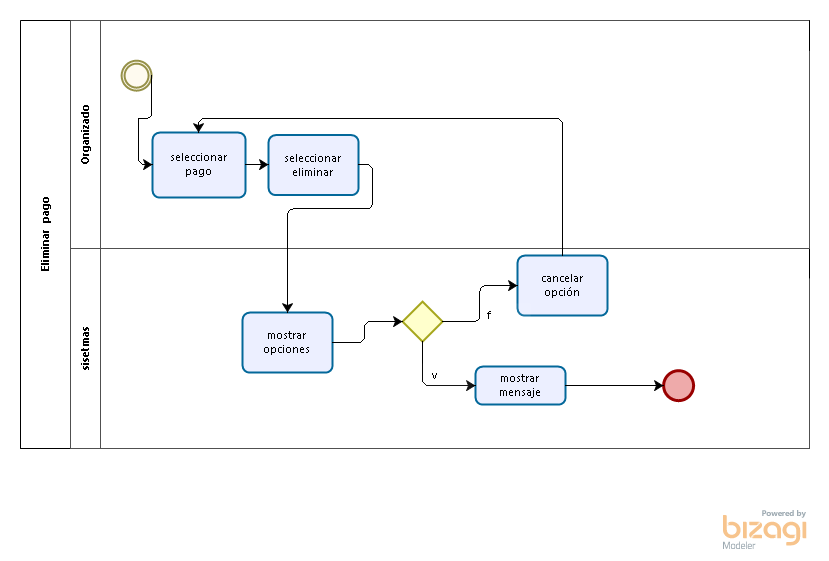 Eliminar pago
Organizado
seleccionar
pago
seleccionar
eliminar
sisetmas
cancelar
opción
mostrar
opciones
f
v
mostrar
mensaje
Powered by
bizagi
Modeler